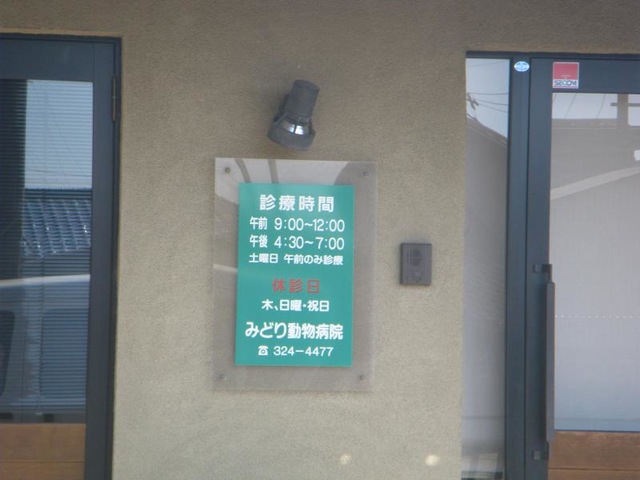 診療時間
午前 9:00~12:00
午後 4:30~7:00
土曜日 午前のみ診療
休診日
木、日曜・祝日
みどり動物病院
☎ 324-4477
SECOM